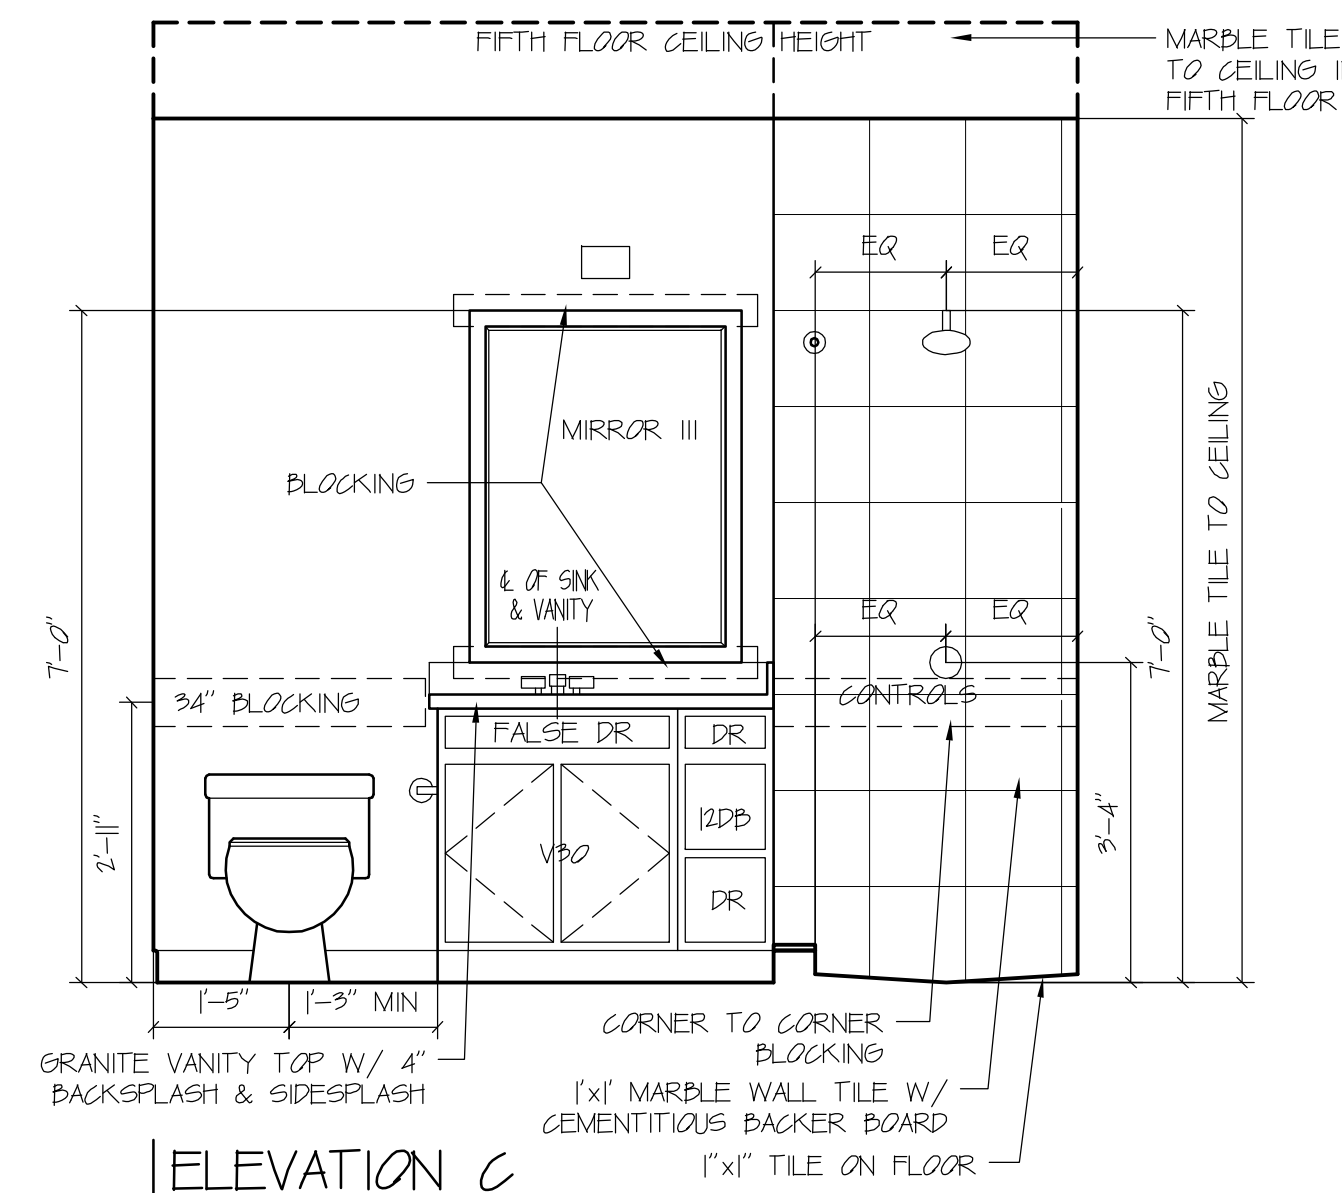 FIFTH FLOOR CEILING HEIGHT
MARBLE TILE
TO CEILING
FIFTH FLOOR
EQ EQ
MIRROR III
BLOCKING
℄ OF SINK
& VANITY
EQ EQ
7'-0"
7'-0"
MARBLE TILE TO CEILING
34" BLOCKING
CONTROLS
FALSE DR
DR
2'-11"
12DB
3'-4"
V30
DR
1'-5" 1'-3" MIN
CORNER TO CORNER
BLOCKING
GRANITE VANITY TOP W/ 4"
BACKSPLASH & SIDESPLASH
1'x1' MARBLE WALL TILE W/
CEMENTITIOUS BACKER BOARD
1"x1" TILE ON FLOOR
ELEVATION C